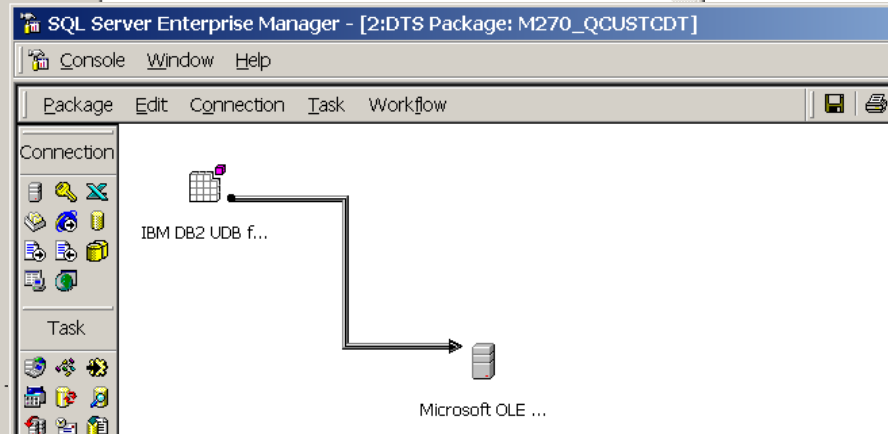 SQL Server Enterprise Manager - [2:DTS Package: M270_QCUSTCDT]
Console Window Help
Package Edit Connection Task Workflow
Connection
IBM DB2 UDB f...
Task
Microsoft OLE ...